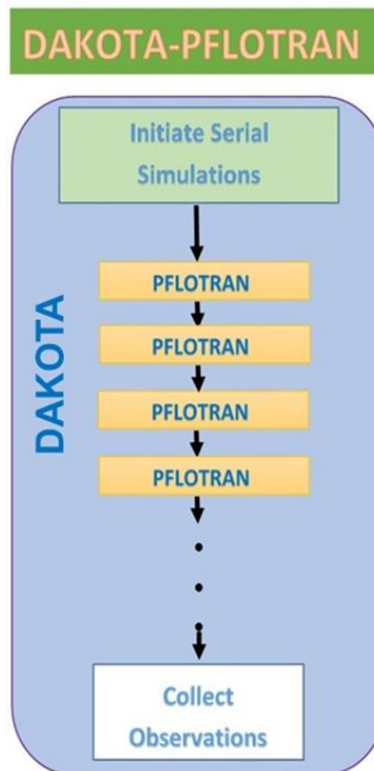 DAKOTA-PFLOTRAN
Initiate Serial
Simulations
DAKOTA
PFLOTRAN
PFLOTRAN
PFLOTRAN
PFLOTRAN
Collect
Observations